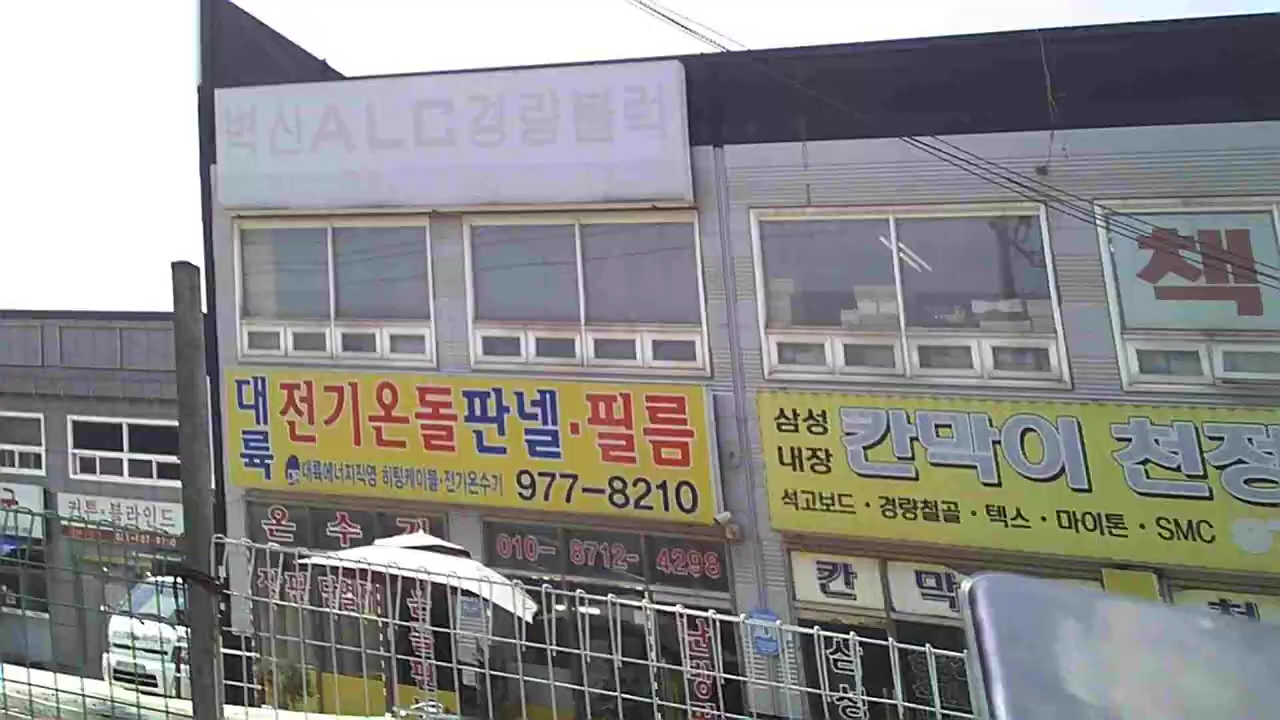 벽산ALC경량블럭
책
대륙
전기온돌판넬·필름
대륙에너지직영 히팅케이블·전기온수기
977-8210
삼성
내장
칸막이 천정
석고보드 · 경량철골 · 텍스 · 마이톤 · SMC
커튼·블라인드
온 수 기
010- 8712- 4298
칸 막
삼성